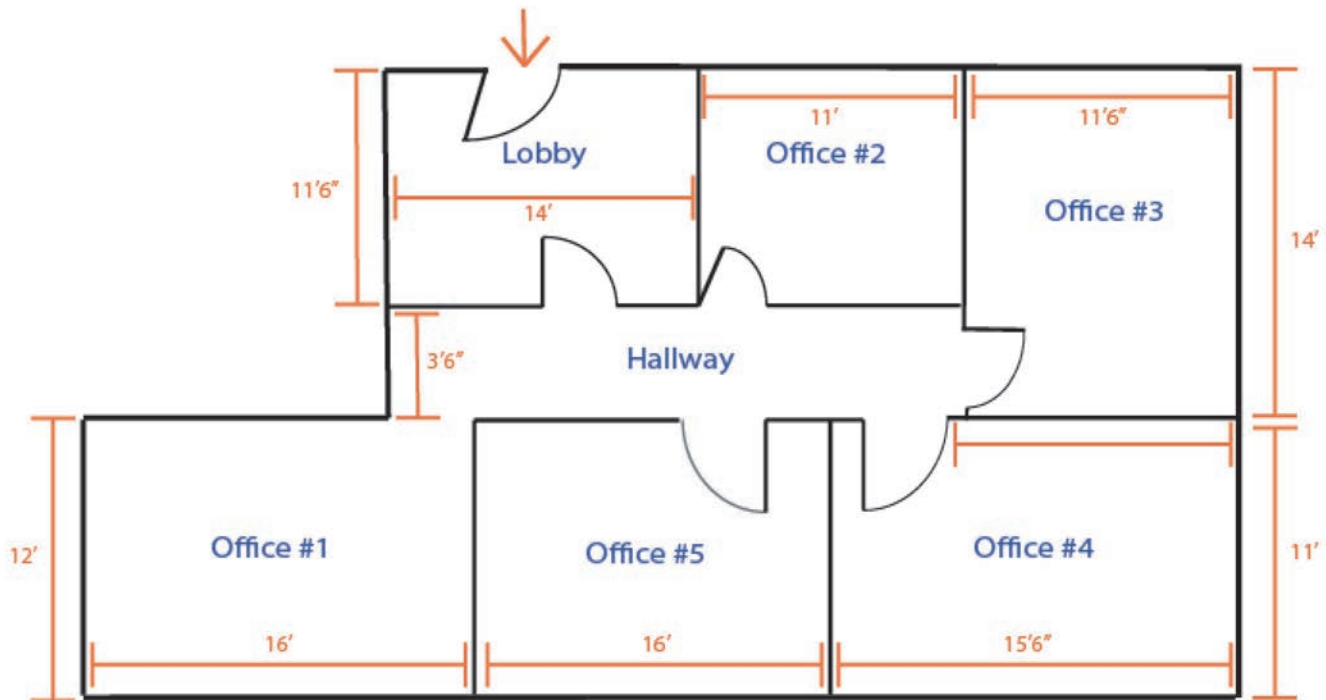 11'
11'6"
Lobby
Office #2
11'6"
14'
Office #3
14'
3'6"
Hallway
12'
Office #1
Office #5
Office #4
11'
16'
16'
15'6"